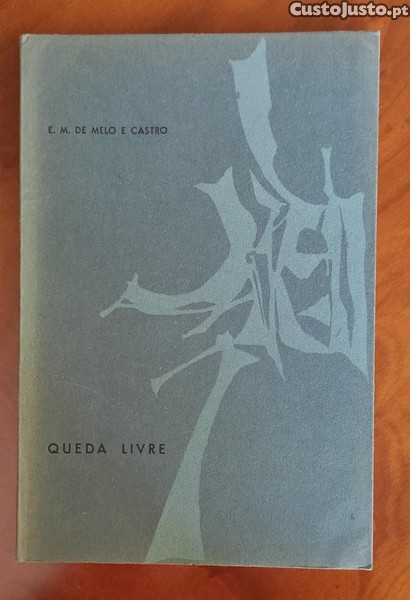 CustoJusto.pt
E. M. DE MELO E CASTRO
QUEDA LIVRE